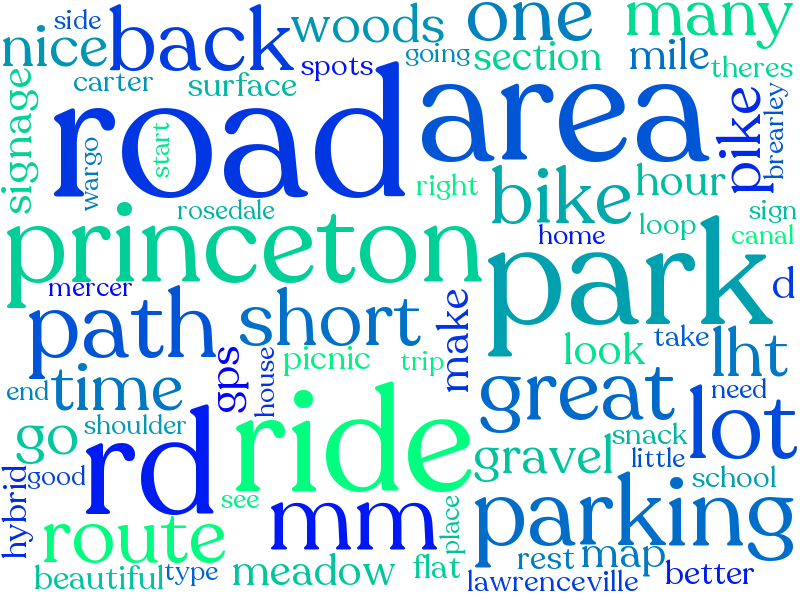 side
back
woods
one
many
nice
going
section
mile
theres
carter
surface
spots
signage
road
area
pike
brearley
wargo
start
right
bike
hour
rosedale
loop
sign
princeton
home
canal
mercer
park
d
path
short
make
look
take
lht
gps
house
picnic
trip
end
time
great
need
lot
go
shoulder
rd
ride
gravel
snack
little
hybrid
good
see
school
route
mm
place
parking
beautiful
type
meadow
flat
rest
map
better
lawrenceville